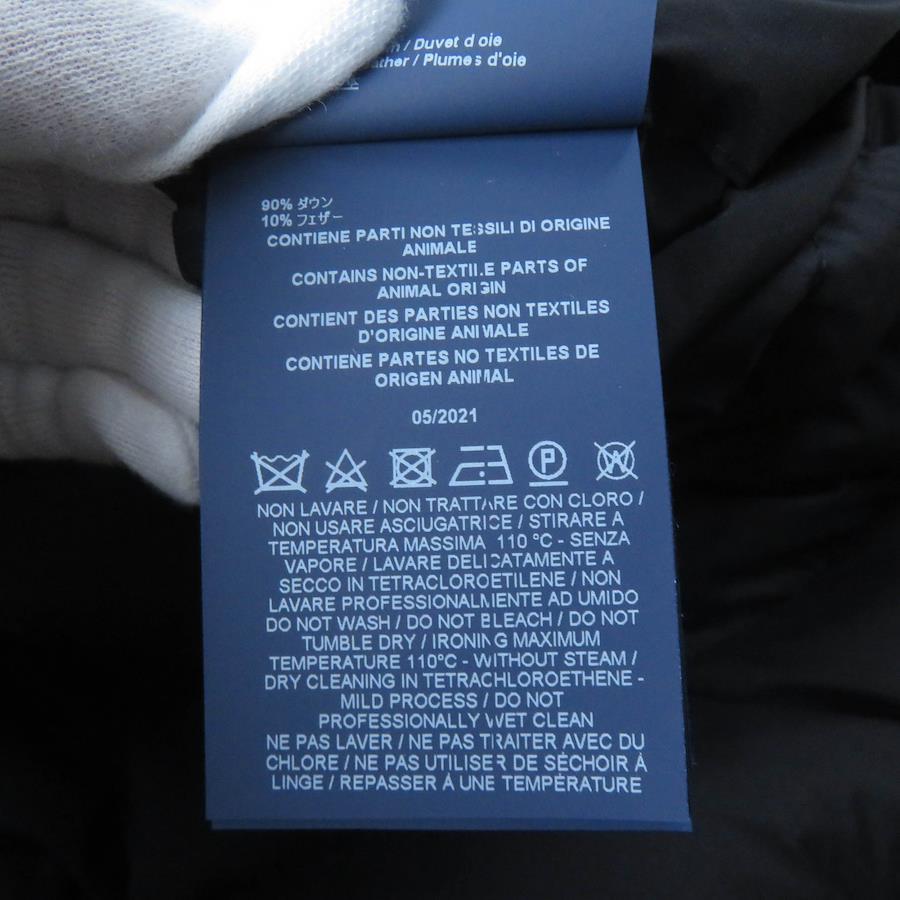 / Duvet d'oie
/ Plumes d'oie
90% ダウン
10% フェザー
CONTIENE PARTI NON TESSILI DI ORIGINE
ANIMALE
CONTAINS NON-TEXTILE PARTS OF
ANIMAL ORIGIN
CONTIENT DES PARTIES NON TEXTILES
D'ORIGINE ANIMALE
CONTIENE PARTES NO TEXTILES DE
ORIGEN ANIMAL
05/2021
P
W
NON LAVARE / NON TRATTARE CON CLORO /
NON USARE ASCIUGATRICE / STIRARE A
TEMPERATURA MASSIMA 110 °C - SENZA
VAPORE / LAVARE DELICATAMENTE A
SECCO IN TETRACLOROETILENE / NON
LAVARE PROFESSIONALMENTE AD UMIDO
DO NOT WASH / DO NOT BLEACH / DO NOT
TUMBLE DRY / IRONING MAXIMUM
TEMPERATURE 110°C - WITHOUT STEAM /
DRY CLEANING IN TETRACHLOROETHENE -
MILD PROCESS / DO NOT
PROFESSIONALLY WET CLEAN
NE PAS LAVER / NE PAS TRAITER AVEC DU
CHLORE / NE PAS UTILISER DE SÉCHOIR À
LINGE / REPASSER À UNE TEMPÉRATURE